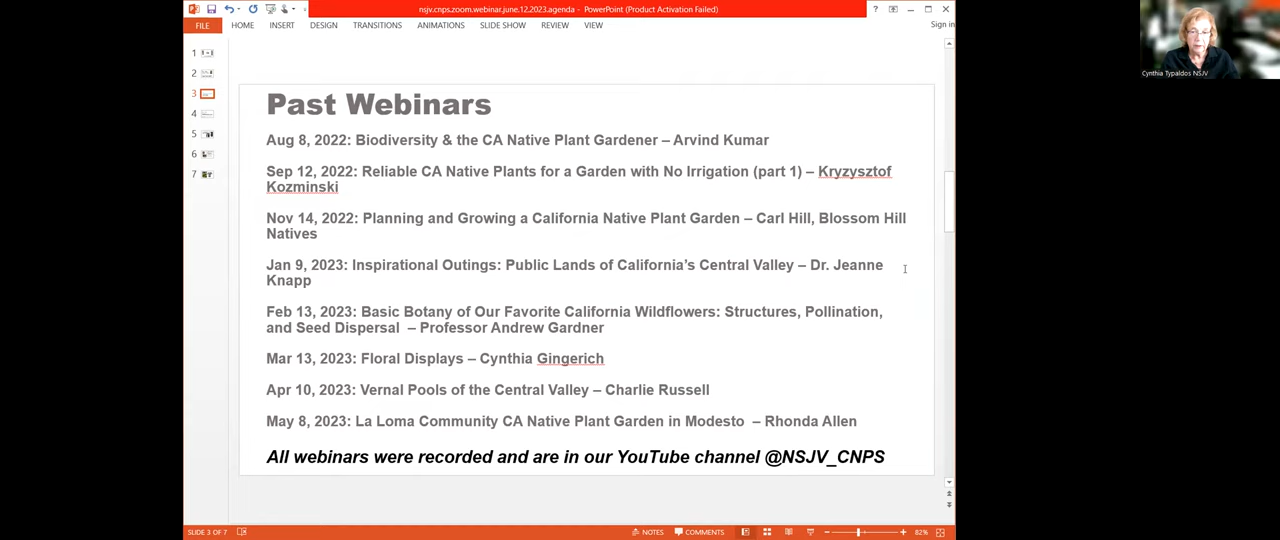 nsjv.cnps.zoom.webinar.june.12.2023.agenda - PowerPoint (Product Activation Failed)
FILE HOME INSERT DESIGN TRANSITIONS ANIMATIONS SLIDE SHOW REVIEW VIEW Sign in
Cynthia Typaldos NSJV
1
2
3
4
5
6
7
Past Webinars
Aug 8, 2022: Biodiversity & the CA Native Plant Gardener – Arvind Kumar
Sep 12, 2022: Reliable CA Native Plants for a Garden with No Irrigation (part 1) – Kryzysztof
Kozminski
Nov 14, 2022: Planning and Growing a California Native Plant Garden – Carl Hill, Blossom Hill
Natives
Jan 9, 2023: Inspirational Outings: Public Lands of California’s Central Valley – Dr. Jeanne
Knapp
Feb 13, 2023: Basic Botany of Our Favorite California Wildflowers: Structures, Pollination,
and Seed Dispersal – Professor Andrew Gardner
Mar 13, 2023: Floral Displays – Cynthia Gingerich
Apr 10, 2023: Vernal Pools of the Central Valley – Charlie Russell
May 8, 2023: La Loma Community CA Native Plant Garden in Modesto – Rhonda Allen
All webinars were recorded and are in our YouTube channel @NSJV_CNPS
SLIDE 3 OF 7 NOTES COMMENTS 82%